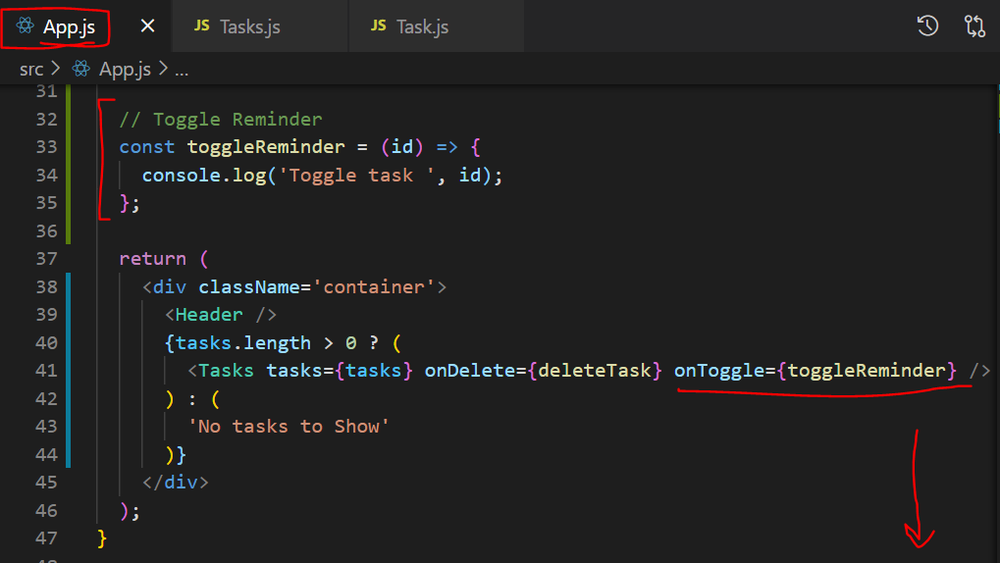 App.js × JS Tasks.js JS Task.js
src > App.js > ...
31
32 // Toggle Reminder
33 const toggleReminder = (id) => {
34 console.log('Toggle task ', id);
35 };
36
37 return (
38 <div className='container'>
39 <Header />
40 {tasks.length > 0 ? (
41 <Tasks tasks={tasks} onDelete={deleteTask} onToggle={toggleReminder} />
42 ) : (
43 'No tasks to Show'
44 )}
45 </div>
46 );
47 }